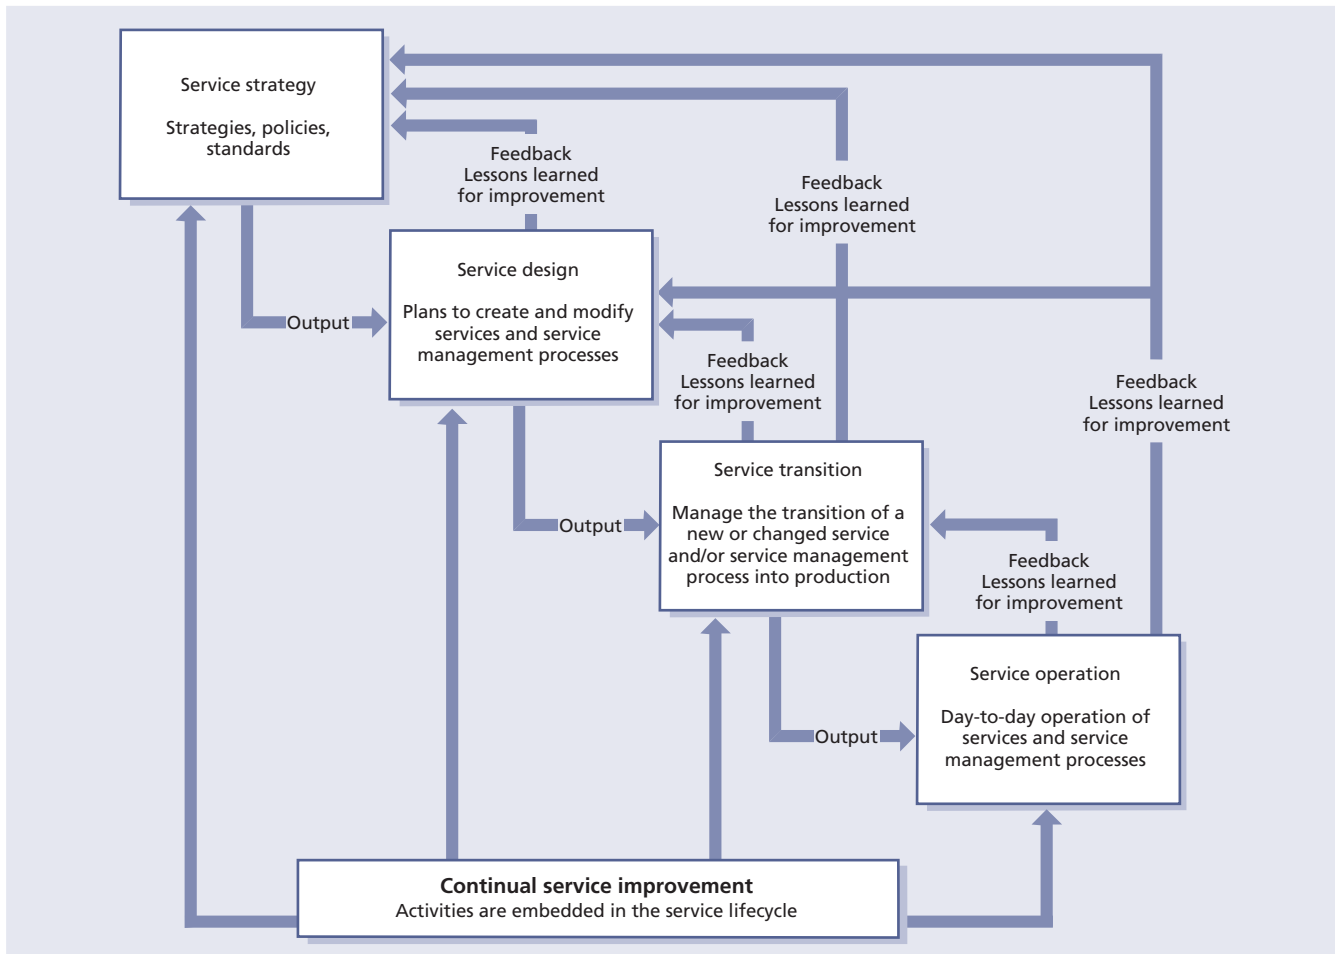 Service strategy
Strategies, policies,
standards
Feedback
Lessons learned
for improvement
Feedback
Lessons learned
for improvement
Service design
Plans to create and modify
services and service
management processes
Output
Feedback
Lessons learned
for improvement
Feedback
Lessons learned
for improvement
Service transition
Manage the transition of a
new or changed service
and/or service management
process into production
Output
Feedback
Lessons learned
for improvement
Service operation
Day-to-day operation of
services and service
management processes
Output
Continual service improvement
Activities are embedded in the service lifecycle